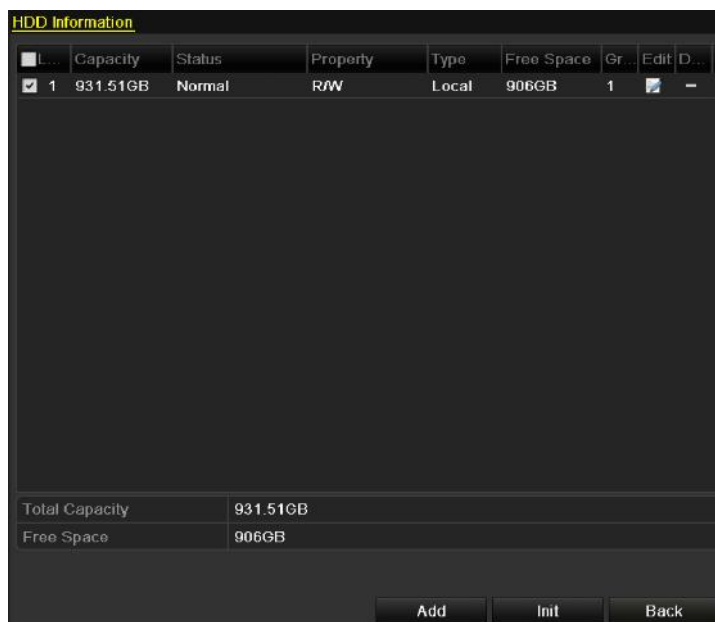 HDD Information
L... Capacity Status Property Type Free Space Gr... Edit D...
1 931.51GB Normal R/W Local 906GB 1 –
Total Capacity 931.51GB
Free Space 906GB
Add Init Back